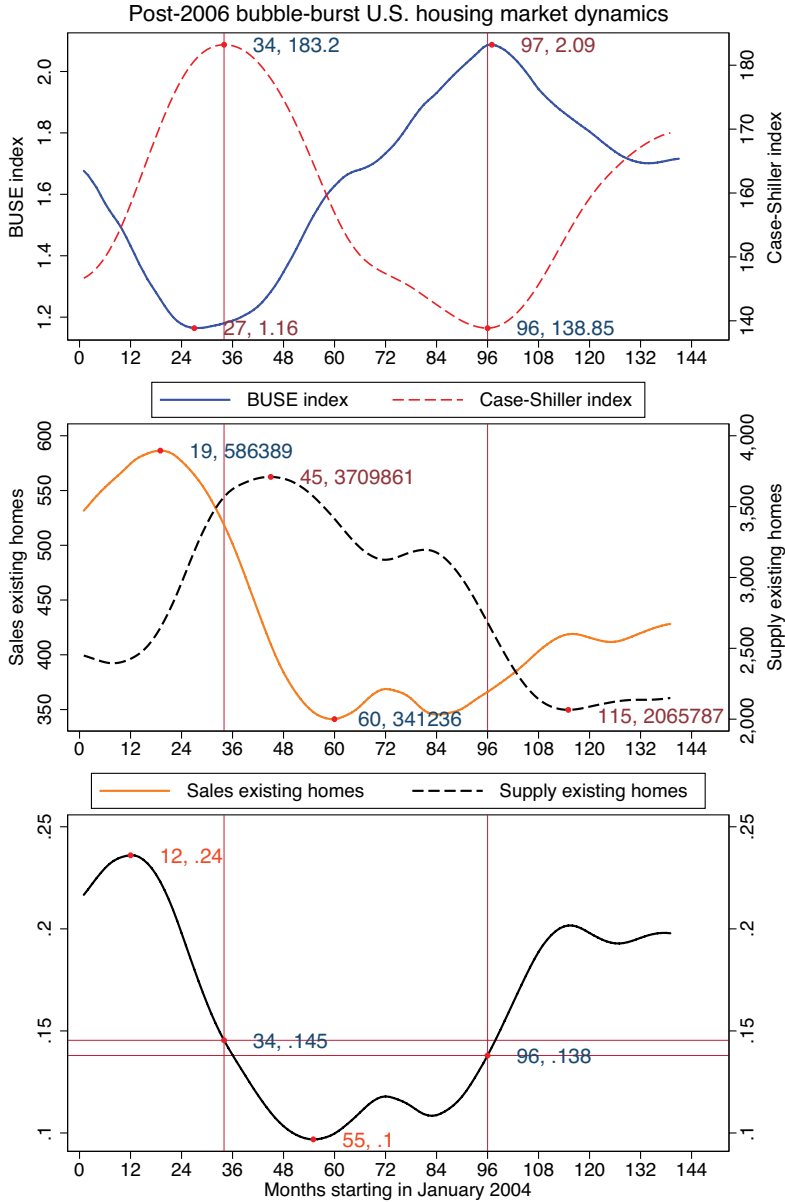 Post-2006 bubble-burst U.S. housing market dynamics
34, 183.2
97, 2.09
27, 1.16
96, 138.85
BUSE index
1.2 1.4 1.6 1.8 2.0
Case-Shiller index
140 150 160 170 180
0 12 24 36 48 60 72 84 96 108 120 132 144
BUSE index Case-Shiller index
19, 586389
45, 3709861
60, 341236
115, 2065787
Sales existing homes
350 400 450 500 550 600
Supply existing homes
2,000 2,500 3,000 3,500 4,000
0 12 24 36 48 60 72 84 96 108 120 132 144
Sales existing homes Supply existing homes
12, .24
34, .145
96, .138
55, .1
.1 .15 .2 .25
.1 .15 .2 .25
0 12 24 36 48 60 72 84 96 108 120 132 144
Months starting in January 2004